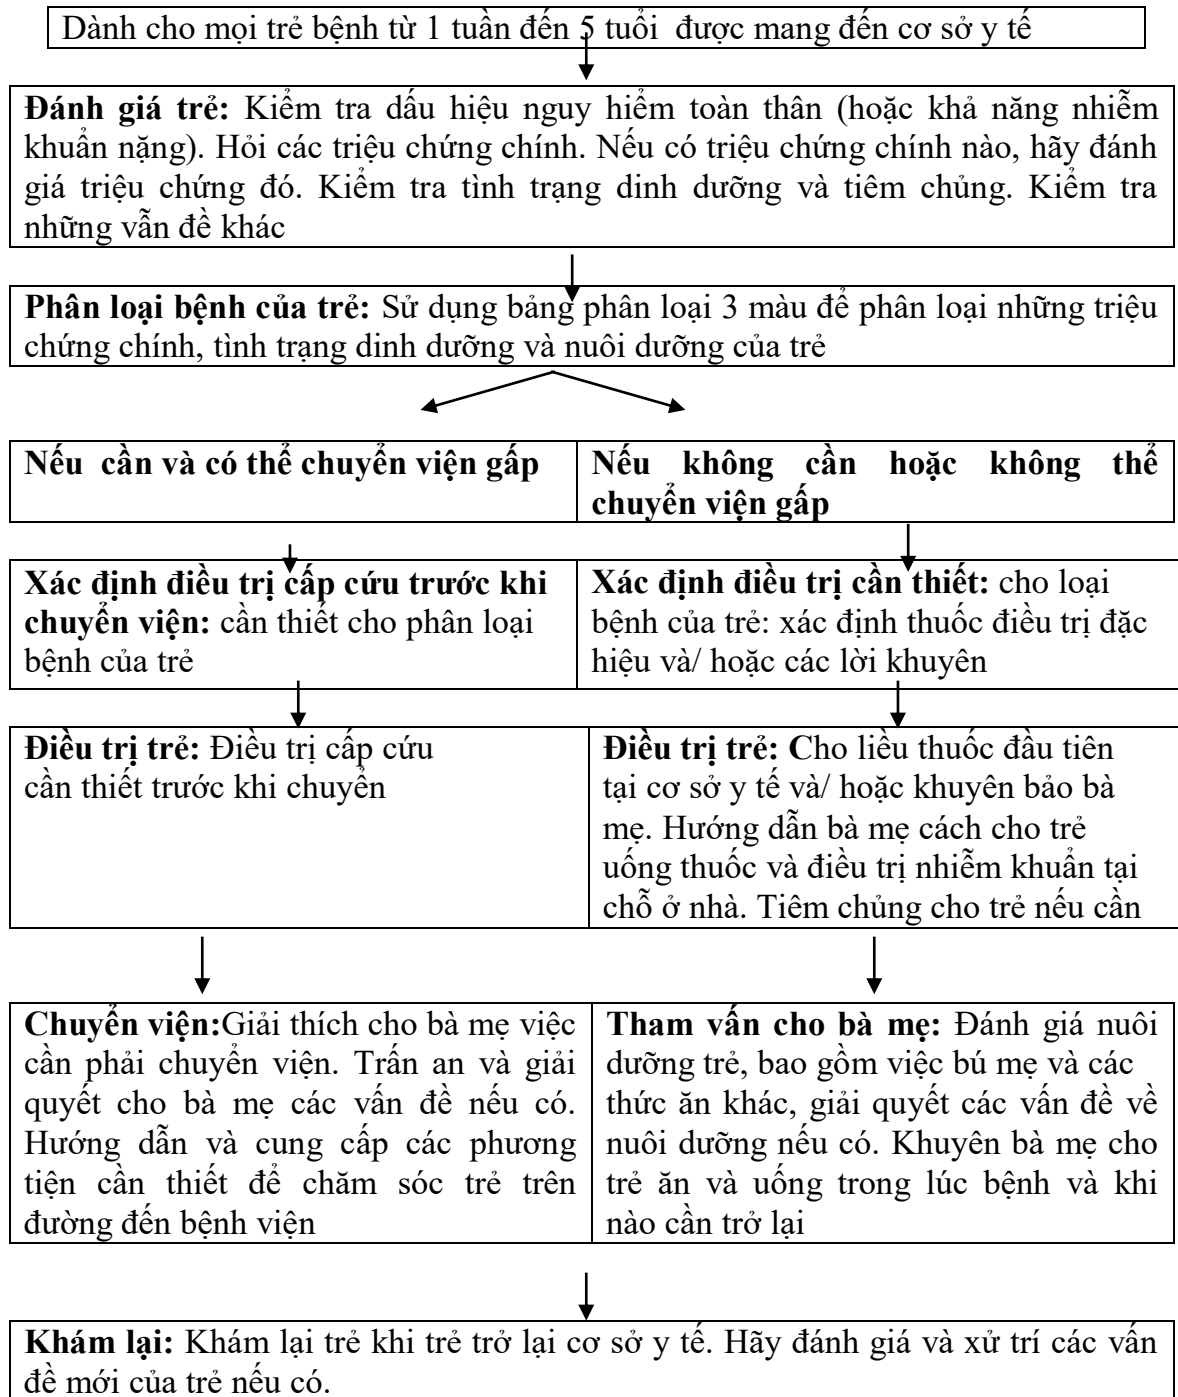 Dành cho mọi trẻ bệnh từ 1 tuần đến 5 tuổi được mang đến cơ sở y tế
Đánh giá trẻ: Kiểm tra dấu hiệu nguy hiểm toàn thân (hoặc khả năng nhiễm
khuẩn nặng). Hỏi các triệu chứng chính. Nếu có triệu chứng chính nào, hãy đánh
giá triệu chứng đó. Kiểm tra tình trạng dinh dưỡng và tiêm chủng. Kiểm tra
những vẫn đề khác
Phân loại bệnh của trẻ: Sử dụng bảng phân loại 3 màu để phân loại những triệu
chứng chính, tình trạng dinh dưỡng và nuôi dưỡng của trẻ
Nếu cần và có thể chuyển viện gấp
Nếu không cần hoặc không thể
chuyển viện gấp
Xác định điều trị cấp cứu trước khi
chuyển viện: cần thiết cho phân loại
bệnh của trẻ
Xác định điều trị cần thiết: cho loại
bệnh của trẻ: xác định thuốc điều trị đặc
hiệu và/ hoặc các lời khuyên
Điều trị trẻ: Điều trị cấp cứu
cần thiết trước khi chuyển
Điều trị trẻ: Cho liều thuốc đầu tiên
tại cơ sở y tế và/ hoặc khuyên bảo bà
mẹ. Hướng dẫn bà mẹ cách cho trẻ
uống thuốc và điều trị nhiễm khuẩn tại
chỗ ở nhà. Tiêm chủng cho trẻ nếu cần
Chuyển viện:Giải thích cho bà mẹ việc
cần phải chuyển viện. Trấn an và giải
quyết cho bà mẹ các vấn đề nếu có.
Hướng dẫn và cung cấp các phương
tiện cần thiết để chăm sóc trẻ trên
đường đến bệnh viện
Tham vấn cho bà mẹ: Đánh giá nuôi
dưỡng trẻ, bao gồm việc bú mẹ và các
thức ăn khác, giải quyết các vấn đề về
nuôi dưỡng nếu có. Khuyên bà mẹ cho
trẻ ăn và uống trong lúc bệnh và khi
nào cần trở lại
Khám lại: Khám lại trẻ khi trẻ trở lại cơ sở y tế. Hãy đánh giá và xử trí các vấn
đề mới của trẻ nếu có.